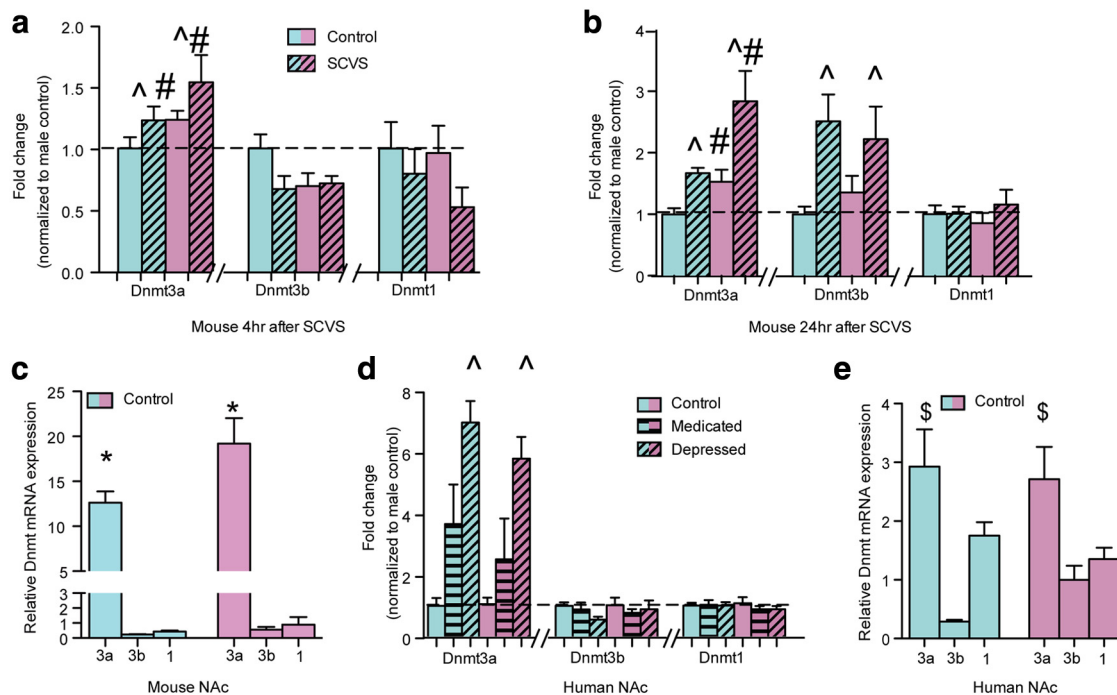 a
Fold change
(normalized to male control)
2.0
1.5
1.0
0.5
0.0
^ # ^#
Control
SCVS
Dnmt3a Dnmt3b Dnmt1
Mouse 4hr after SCVS
b
Fold change
(normalized to male control)
4
3
2
1
0
^ # ^# ^ ^
Dnmt3a Dnmt3b Dnmt1
Mouse 24hr after SCVS
c
Relative Dnmt mRNA expression
25
20
15
10
5
3
2
1
0
Control
* *
3a 3b 1 3a 3b 1
Mouse NAc
d
Fold change
(normalized to male control)
8
6
4
2
0
^ ^
Control
Medicated
Depressed
Dnmt3a Dnmt3b Dnmt1
Human NAc
e
Relative Dnmt mRNA expression
4
3
2
1
0
Control
$ $
3a 3b 1 3a 3b 1
Human NAc